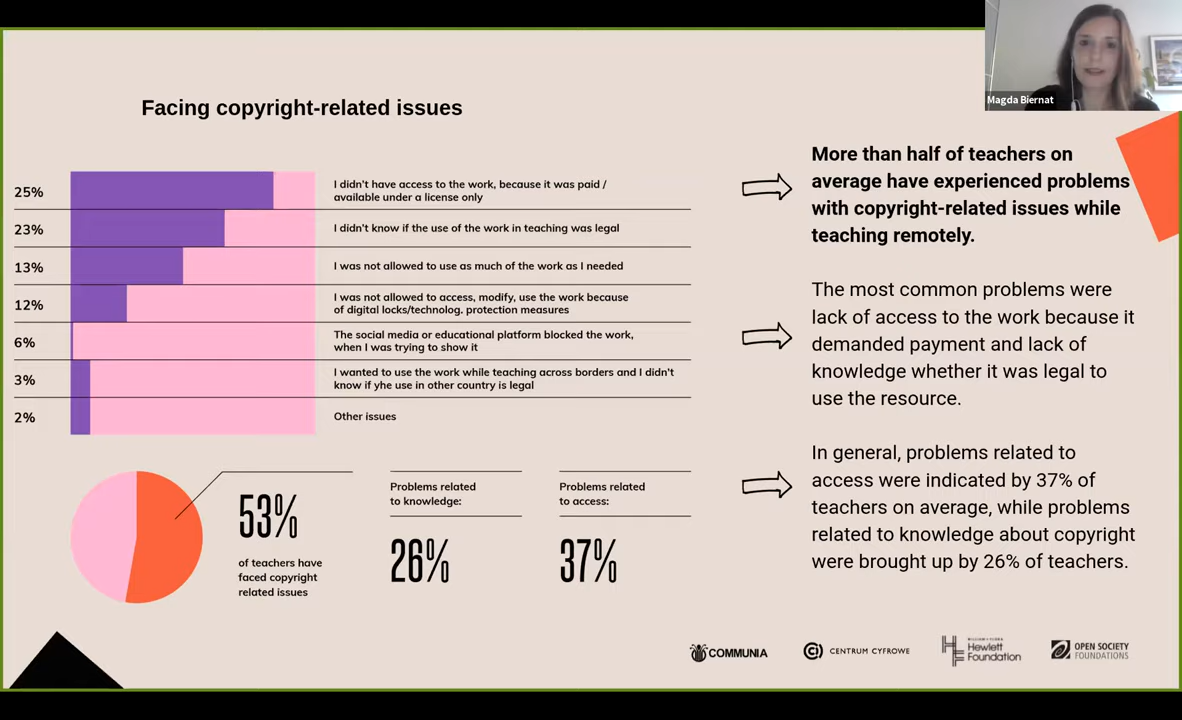 Magda Biernat
Facing copyright-related issues
25%
I didn't have access to the work, because it was paid /
available under a license only
23%
I didn't know if the use of the work in teaching was legal
13%
I was not allowed to use as much of the work as I needed
12%
I was not allowed to access, modify, use the work because
of digital locks/technolog. protection measures
6%
The social media or educational platform blocked the work,
when I was trying to show it
3%
I wanted to use the work while teaching across borders and I didn't
know if yhe use in other country is legal
2%
Other issues
53%
of teachers have
faced copyright
related issues
Problems related
to knowledge:
26%
Problems related
to access:
37%
More than half of teachers on
average have experienced problems
with copyright-related issues while
teaching remotely.
The most common problems were
lack of access to the work because it
demanded payment and lack of
knowledge whether it was legal to
use the resource.
In general, problems related to
access were indicated by 37% of
teachers on average, while problems
related to knowledge about copyright
were brought up by 26% of teachers.
COMMUNIA
CENTRUM CYFROWE
WILLIAM + FLORA
Hewlett
Foundation
OPEN SOCIETY
FOUNDATIONS